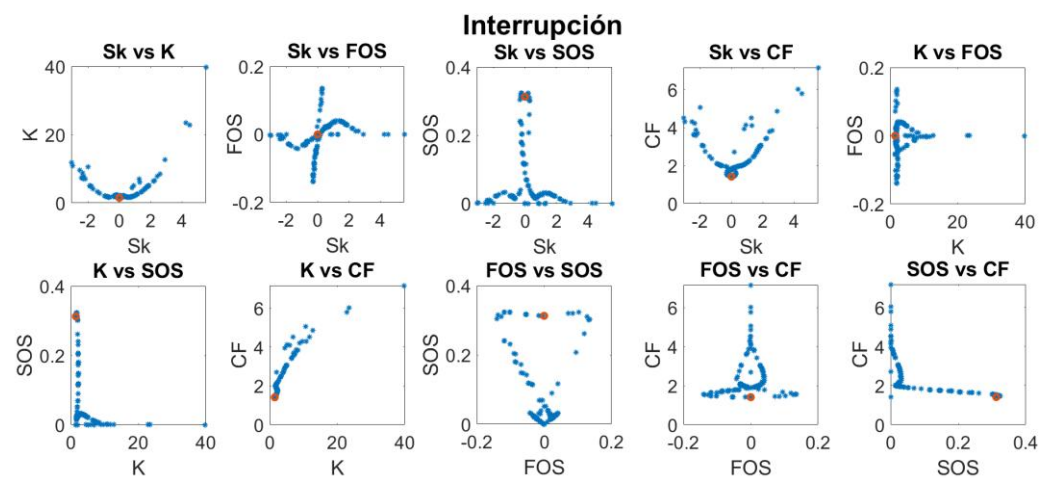 Interrupción
Sk vs K
Sk vs FOS
Sk vs SOS
Sk vs CF
K vs FOS
40
20
0
K
-2 0 2 4
Sk
0.2
0
-0.2
FOS
-2 0 2 4
Sk
0.4
0.2
0
SOS
-2 0 2 4
Sk
6
4
2
0
CF
-2 0 2 4
Sk
0.2
0
-0.2
FOS
0 20 40
K
K vs SOS
K vs CF
FOS vs SOS
FOS vs CF
SOS vs CF
0.4
0.2
0
SOS
0 20 40
K
6
4
2
0
CF
0 20 40
K
0.4
0.2
0
SOS
-0.2 0 0.2
FOS
6
4
2
0
CF
-0.2 0 0.2
FOS
6
4
2
0
CF
0 0.2 0.4
SOS